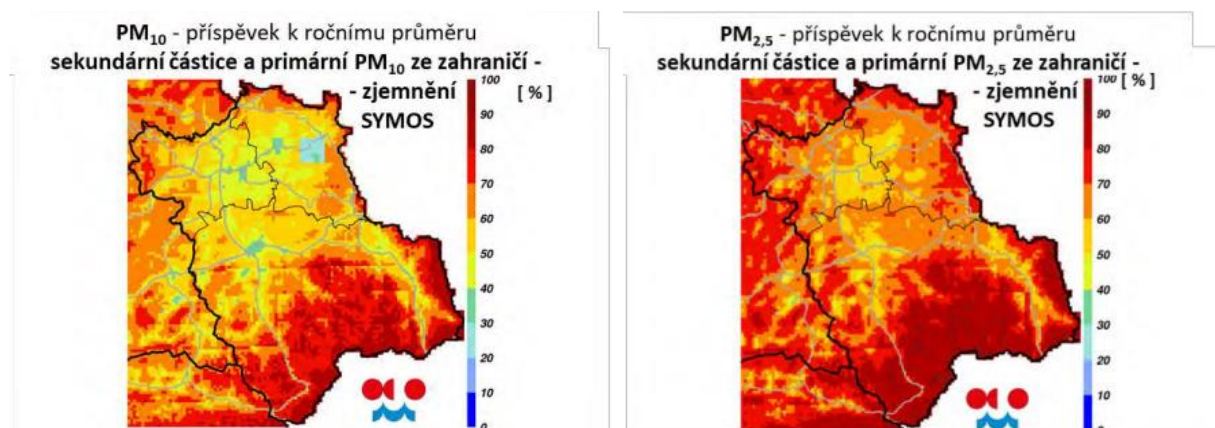 PM10 - příspěvek k ročnímu průměru
sekundární částice a primární PM10 ze zahraničí -
- zjemnění
SYMOS
100
[ % ]
90
80
70
60
50
40
30
20
10
0
PM2,5 - příspěvek k ročnímu průměru
sekundární částice a primární PM2,5 ze zahraničí -
- zjemnění
SYMOS
100
[ % ]
90
80
70
60
50
40
30
20
10
0